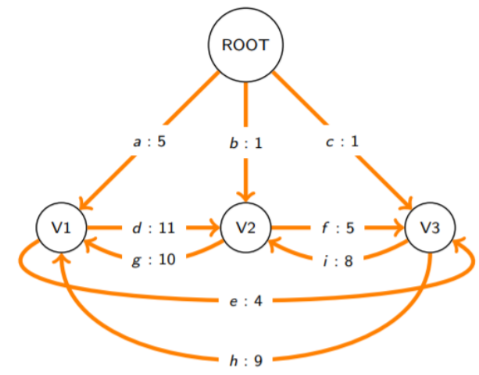 ROOT
a : 5
b : 1
c : 1
V1
d : 11
V2
f : 5
V3
g : 10
i : 8
e : 4
h : 9